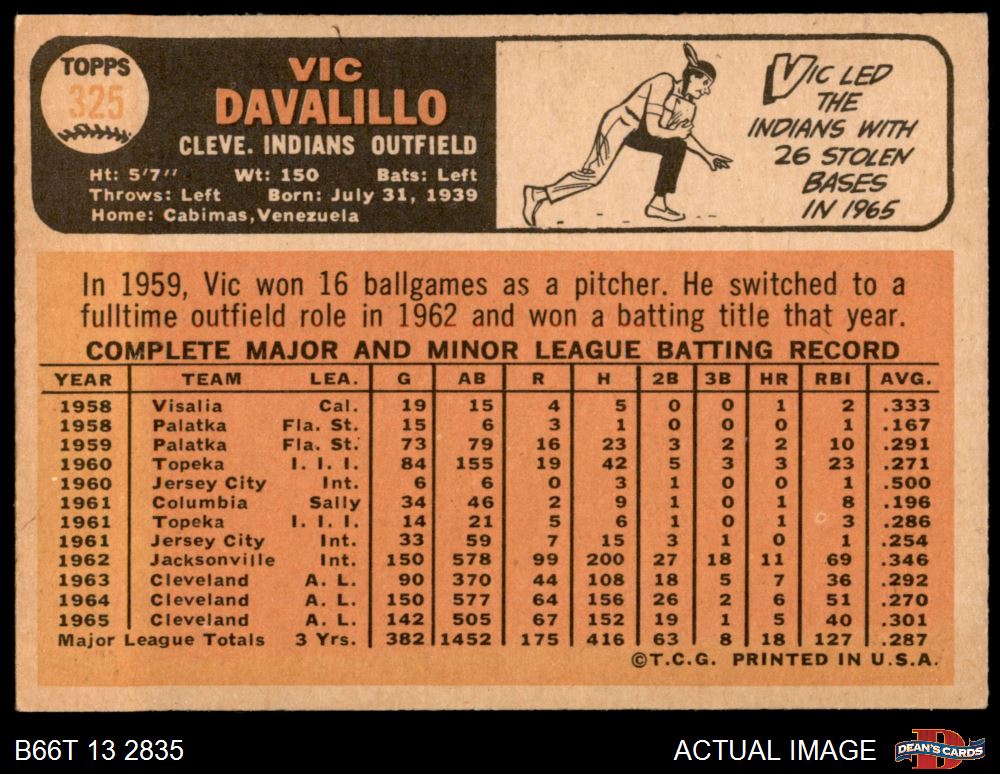 TOPPS
325
VIC
DAVALILLO
CLEVE. INDIANS OUTFIELD
Ht: 5'7" Wt: 150 Bats: Left
Throws: Left Born: July 31, 1939
Home: Cabimas, Venezuela
VIC LED
THE
INDIANS WITH
26 STOLEN
BASES
IN 1965
In 1959, Vic won 16 ballgames as a pitcher. He switched to a
fulltime outfield role in 1962 and won a batting title that year.
COMPLETE MAJOR AND MINOR LEAGUE BATTING RECORD
YEAR TEAM LEA. G AB R H 2B 3B HR RBI AVG.
1958 Visalia Cal. 19 15 4 5 0 0 1 2 .333
1958 Palatka Fla. St. 15 6 3 1 0 0 0 1 .167
1959 Palatka Fla. St. 73 79 16 23 3 2 2 10 .291
1960 Topeka I. I. I. 84 155 19 42 5 3 3 23 .271
1960 Jersey City Int. 6 6 0 3 1 0 0 1 .500
1961 Columbia Sally 34 46 2 9 1 0 1 8 .196
1961 Topeka I. I. I. 14 21 5 6 1 0 1 3 .286
1961 Jersey City Int. 33 59 7 15 3 1 0 1 .254
1962 Jacksonville Int. 150 578 99 200 27 18 11 69 .346
1963 Cleveland A. L. 90 370 44 108 18 5 7 36 .292
1964 Cleveland A. L. 150 577 64 156 26 2 6 51 .270
1965 Cleveland A. L. 142 505 67 152 19 1 5 40 .301
Major League Totals 3 Yrs. 382 1452 175 416 63 8 18 127 .287
©T.C.G. PRINTED IN U.S.A.
B66T 13 2835
ACTUAL IMAGE
D
DEAN'S CARDS